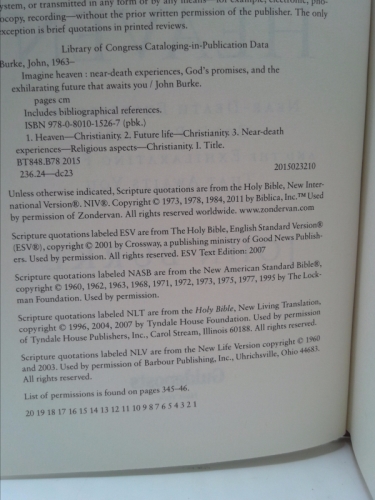 system, or transmitted in any form or by any means—for example, electronic, pho-
tocopy, recording—without the prior written permission of the publisher. The only
exception is brief quotations in printed reviews.
Library of Congress Cataloging-in-Publication Data
Burke, John, 1963–
Imagine heaven : near-death experiences, God's promises, and the
exhilarating future that awaits you / John Burke.
pages cm
Includes bibliographical references.
ISBN 978-0-8010-1526-7 (pbk.)
1. Heaven—Christianity. 2. Future life—Christianity. 3. Near-death
experiences—Religious aspects—Christianity. I. Title.
BT848.B78 2015
236.24—dc23 2015023210
Unless otherwise indicated, Scripture quotations are from the Holy Bible, New Inter-
national Version®. NIV®. Copyright © 1973, 1978, 1984, 2011 by Biblica, Inc.™ Used
by permission of Zondervan. All rights reserved worldwide. www.zondervan.com
Scripture quotations labeled ESV are from The Holy Bible, English Standard Version®
(ESV®), copyright © 2001 by Crossway, a publishing ministry of Good News Publish-
ers. Used by permission. All rights reserved. ESV Text Edition: 2007
Scripture quotations labeled NASB are from the New American Standard Bible®,
copyright © 1960, 1962, 1963, 1968, 1971, 1972, 1973, 1975, 1977, 1995 by The Lock-
man Foundation. Used by permission.
Scripture quotations labeled NLT are from the Holy Bible, New Living Translation,
copyright © 1996, 2004, 2007 by Tyndale House Foundation. Used by permission
of Tyndale House Publishers, Inc., Carol Stream, Illinois 60188. All rights reserved.
Scripture quotations labeled NLV are from the New Life Version copyright © 1960
and 2003. Used by permission of Barbour Publishing, Inc., Uhrichsville, Ohio 44683.
All rights reserved.
List of permissions is found on pages 345–46.
20 19 18 17 16 15 14 13 12 11 10 9 8 7 6 5 4 3 2 1